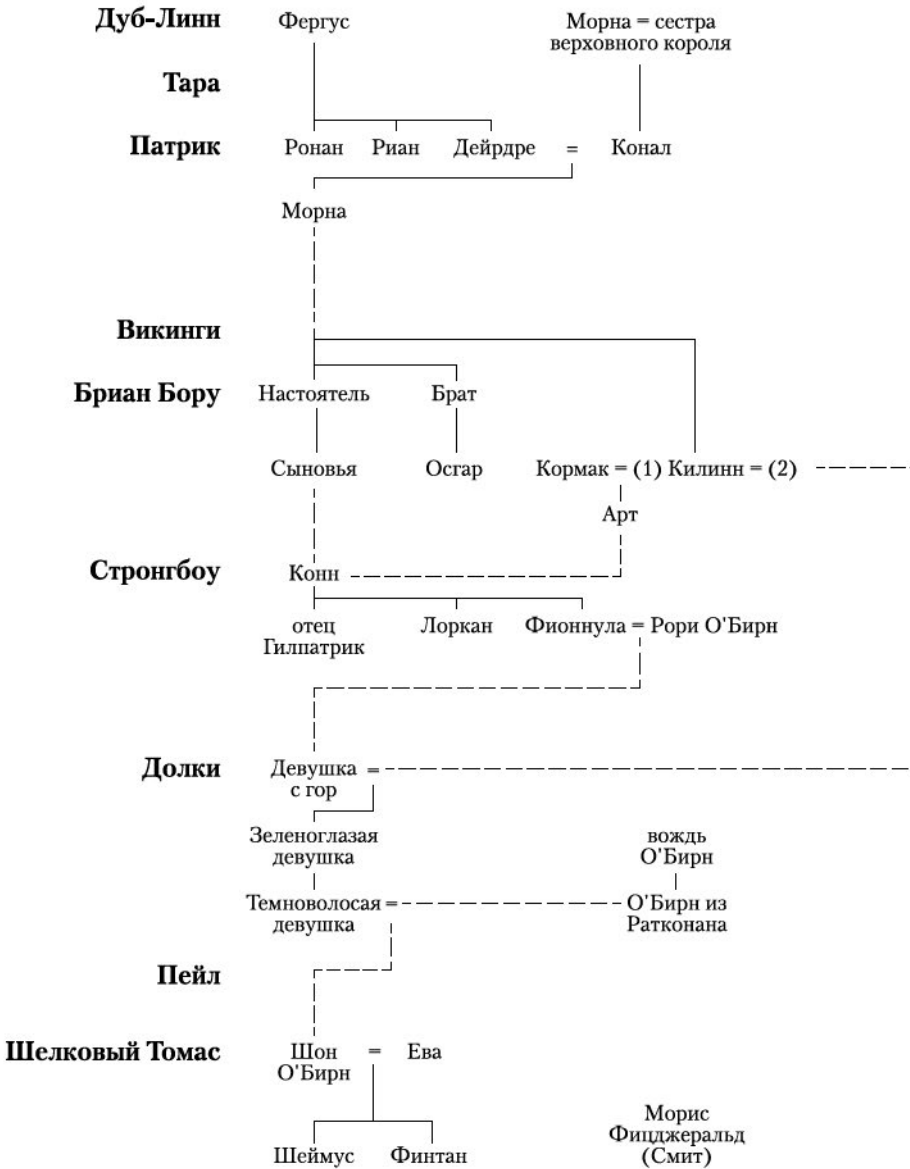 Дуб-Линн Фергус Морна = сестра
верховного короля
Тара
Патрик Ронан Риан Дейрдре = Конал
Морна
Викинги
Бриан Бору Настоятель Брат
Сыновья Осгар Кормак = (1) Килинн = (2)
Арт
Стронгбоу Конн
отец Лоркан Фионнула = Рори О'Бирн
Гилпатрик
Долки Девушка =
с гор
Зеленоглазая вождь
девушка О'Бирн
Темноволосая = О'Бирн из
девушка Ратконана
Пейл
Шелковый Томас Шон = Ева
О'Бирн
Морис
Фицджеральд
Шеймус Финтан (Смит)